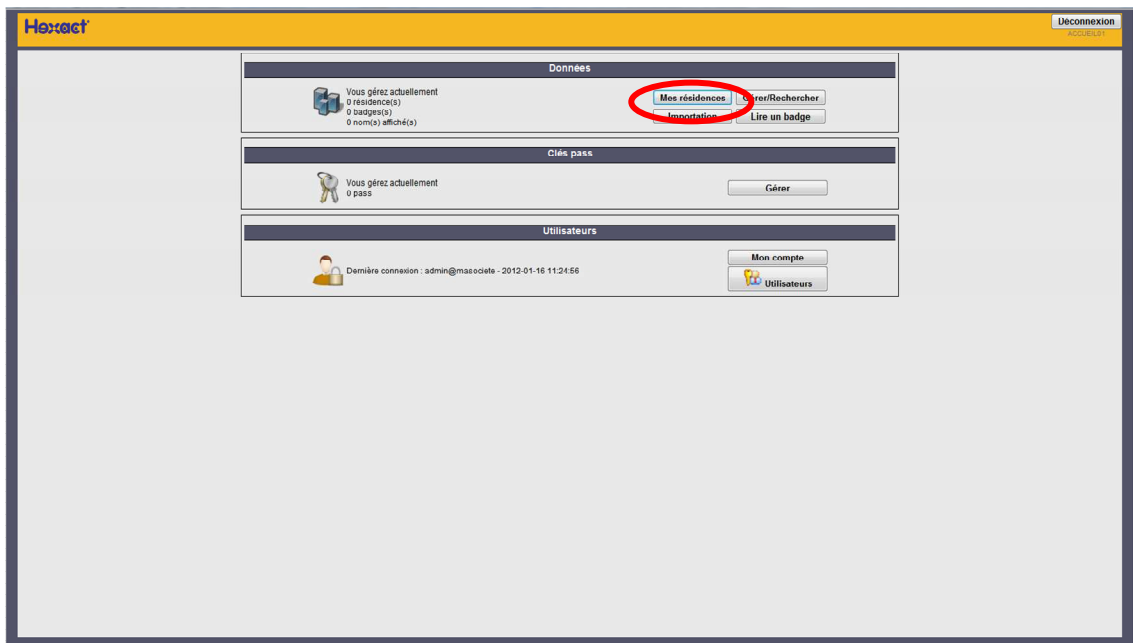 Hexact
Déconnexion
ACCUEIL01
Données
Vous gérez actuellement
0 résidence(s)
0 badges(s)
0 nom(s) affiché(s)
Mes résidences
Gérer/Rechercher
Importation
Lire un badge
Clés pass
Vous gérez actuellement
0 pass
Gérer
Utilisateurs
Dernière connexion : admin@masociete - 2012-01-16 11:24:56
Mon compte
Utilisateurs